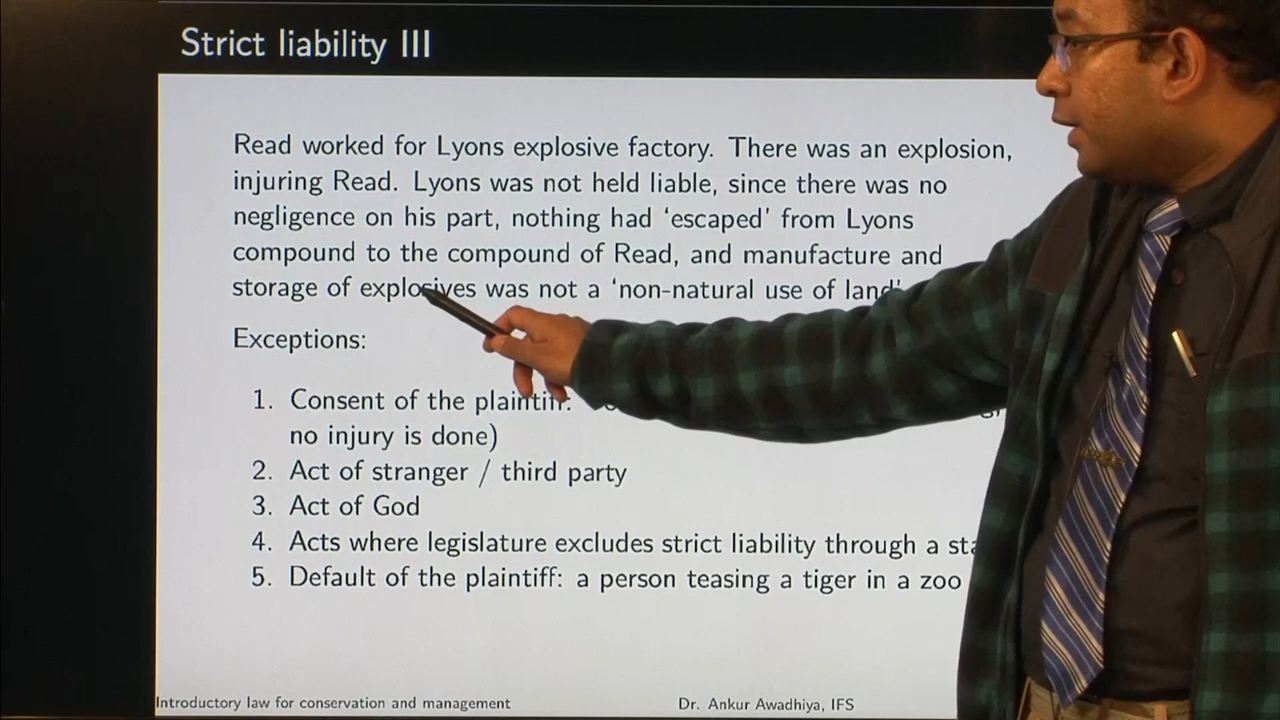 Strict liability III
Read worked for Lyons explosive factory. There was an explosion,
injuring Read. Lyons was not held liable, since there was no
negligence on his part, nothing had ‘escaped’ from Lyons
compound to the compound of Read, and manufacture and
storage of explosives was not a ‘non-natural use of land’
Exceptions:
1. Consent of the plaintiff:
no injury is done)
2. Act of stranger / third party
3. Act of God
4. Acts where legislature excludes strict liability through a
5. Default of the plaintiff: a person teasing a tiger in a zoo
Introductory law for conservation and management
Dr. Ankur Awadhiya, IFS